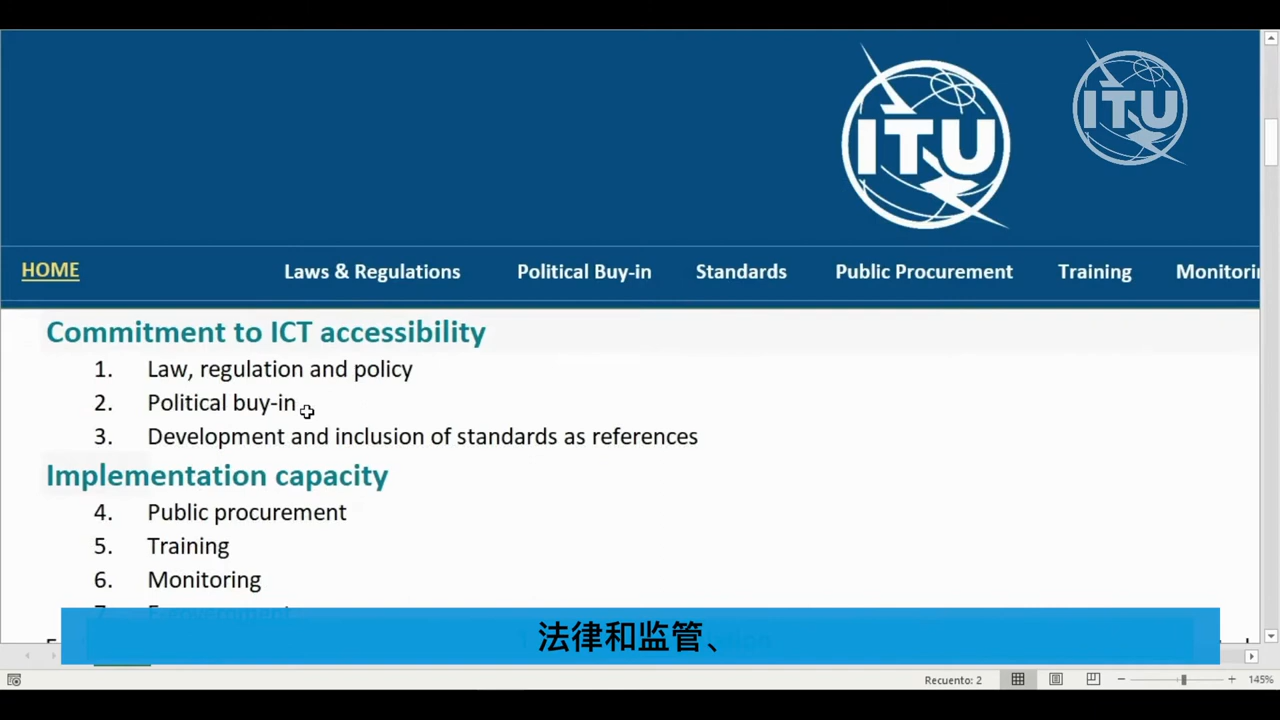 ITU
ITU
HOME Laws & Regulations Political Buy-in Standards Public Procurement Training
Commitment to ICT accessibility
1. Law, regulation and policy
2. Political buy-in
3. Development and inclusion of standards as references
Implementation capacity
4. Public procurement
5. Training
6. Monitoring
7.
法律和监管、
Recuento: 2 145%